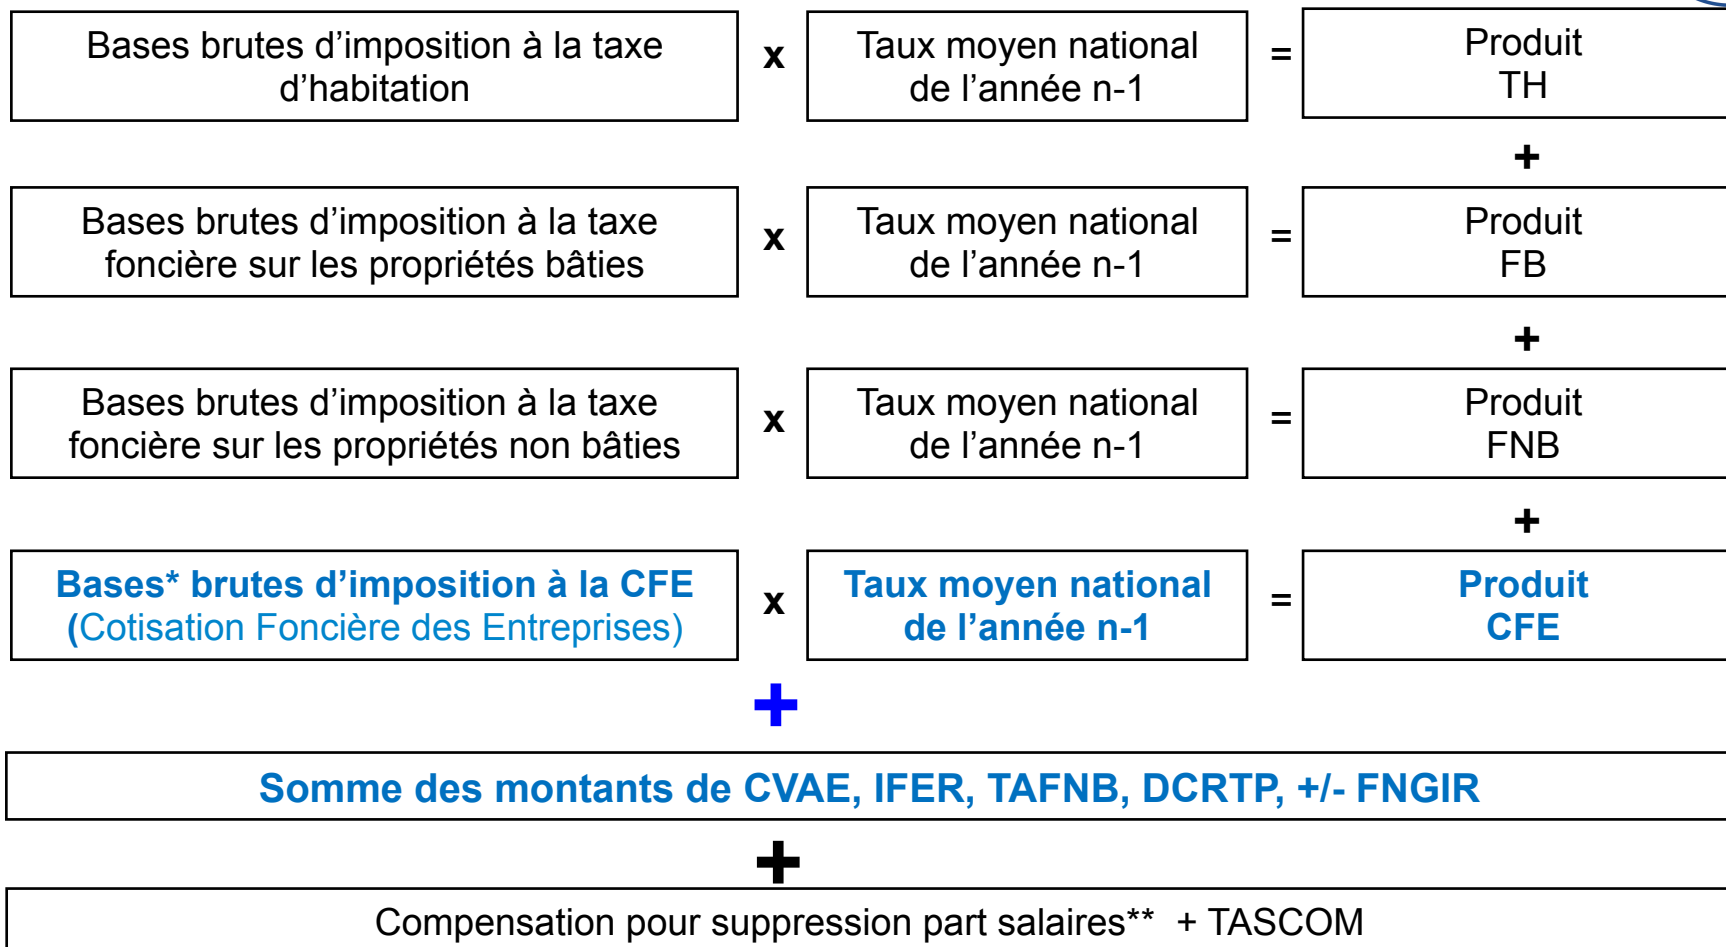 Bases brutes d’imposition à la taxe
d’habitation
x
Taux moyen national
de l’année n-1
=
Produit
TH
+
Bases brutes d’imposition à la taxe
foncière sur les propriétés bâties
x
Taux moyen national
de l’année n-1
=
Produit
FB
+
Bases brutes d’imposition à la taxe
foncière sur les propriétés non bâties
x
Taux moyen national
de l’année n-1
=
Produit
FNB
+
Bases* brutes d’imposition à la CFE
(Cotisation Foncière des Entreprises)
x
Taux moyen national
de l’année n-1
=
Produit
CFE
+
Somme des montants de CVAE, IFER, TAFNB, DCRTP, +/- FNGIR
+
Compensation pour suppression part salaires** + TASCOM